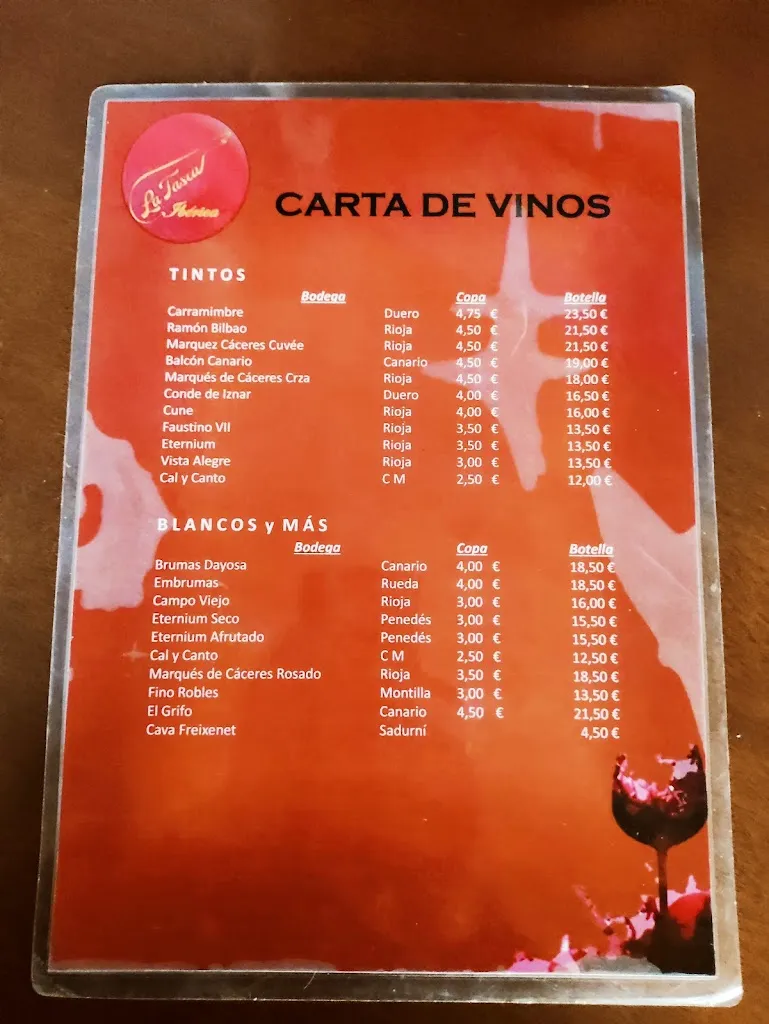 La Tasca
Ibérica
CARTA DE VINOS
TINTOS
Bodega Copa Botella
Carramimbre Duero 4,75 € 23,50 €
Ramón Bilbao Rioja 4,50 € 21,50 €
Marquez Cáceres Cuvée Rioja 4,50 € 21,50 €
Balcón Canario Canario 4,50 € 19,00 €
Marqués de Cáceres Crza Rioja 4,50 € 18,00 €
Conde de Iznar Duero 4,00 € 16,50 €
Cune Rioja 4,00 € 16,00 €
Faustino VII Rioja 3,50 € 13,50 €
Eternium Rioja 3,50 € 13,50 €
Vista Alegre Rioja 3,00 € 13,50 €
Cal y Canto C M 2,50 € 12,00 €
BLANCOS y MÁS
Bodega Copa Botella
Brumas Dayosa Canario 4,00 € 18,50 €
Embrumas Rueda 4,00 € 18,50 €
Campo Viejo Rioja 3,00 € 16,00 €
Eternium Seco Penedés 3,00 € 15,50 €
Eternium Afrutado Penedés 3,00 € 15,50 €
Cal y Canto C M 2,50 € 12,50 €
Marqués de Cáceres Rosado Rioja 3,50 € 18,50 €
Fino Robles Montilla 3,00 € 13,50 €
El Grifo Canario 4,50 € 21,50 €
Cava Freixenet Sadurní 4,50 €